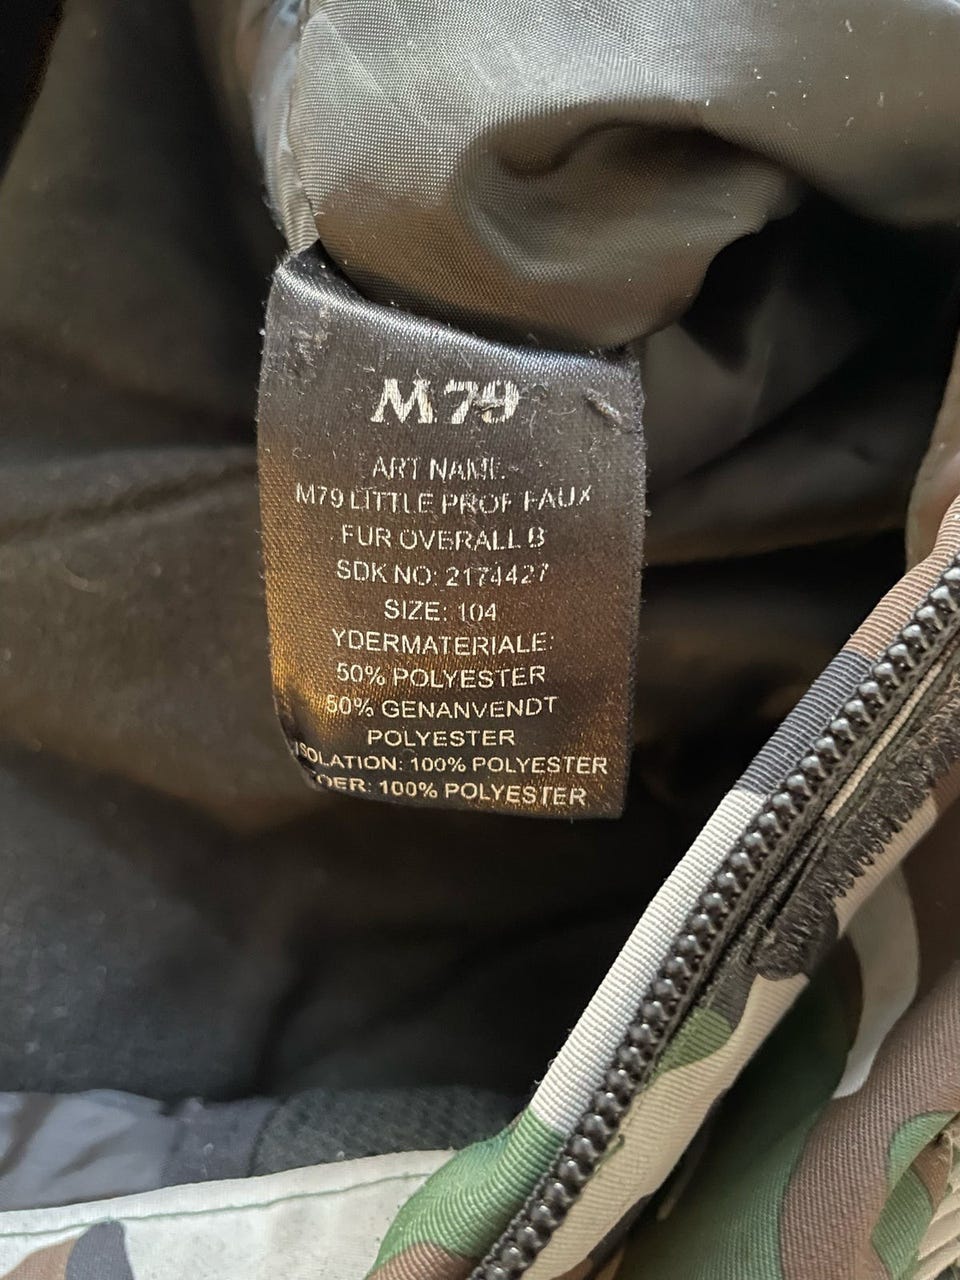 M79
ART NAME
M79 LITTLE PROF FAUX
FUR OVERALL B
SDK NO: 2174427
SIZE: 104
YDERMATERIALE:
50% POLYESTER
50% GENANVENDT
POLYESTER
ISOLATION: 100% POLYESTER
100% POLYESTER